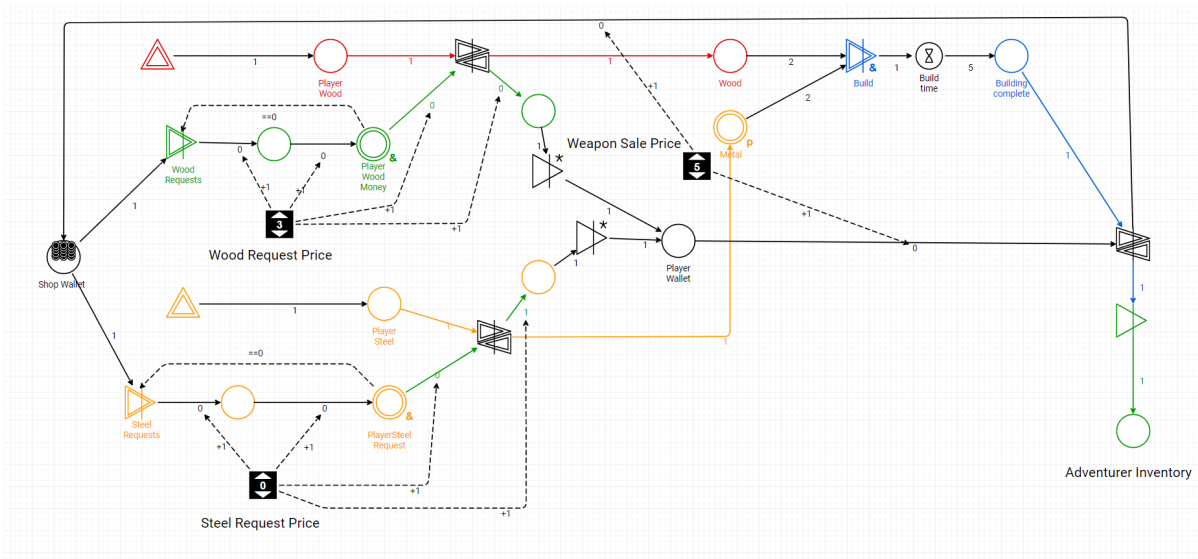 0
1
Player
Wood
1
1
Wood
2
Build
&
1
Build
time
5
Building
complete
+1
==0
0
0
Wood
Requests
0
0
&
Player
Wood
Money
+1
+1
+1
+1
3
Wood Request Price
1
Weapon Sale Price
5
Metal
p
2
1
*
1
+1
1
1
Shop Wallet
*
1
1
Player
Wallet
0
1
1
Player
Steel
1
1
1
1
1
==0
0
0
0
Steel
Requests
PlayerSteel
Request
&
+1
+1
+1
+1
0
Steel Request Price
Adventurer Inventory